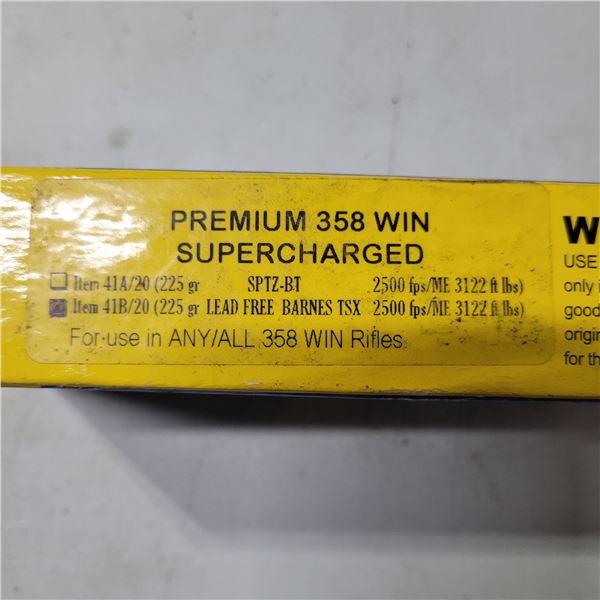 PREMIUM 358 WIN
SUPERCHARGED
Item 41A/20 (225 gr SPTZ-BT 2500 fps/ME 3122 ft lbs)
Item 41B/20 (225 gr LEAD FREE BARNES TSX 2500 fps/ME 3122 ft lbs)
For use in ANY/ALL 358 WIN Rifles
W
USE
only i
good
origin
for th